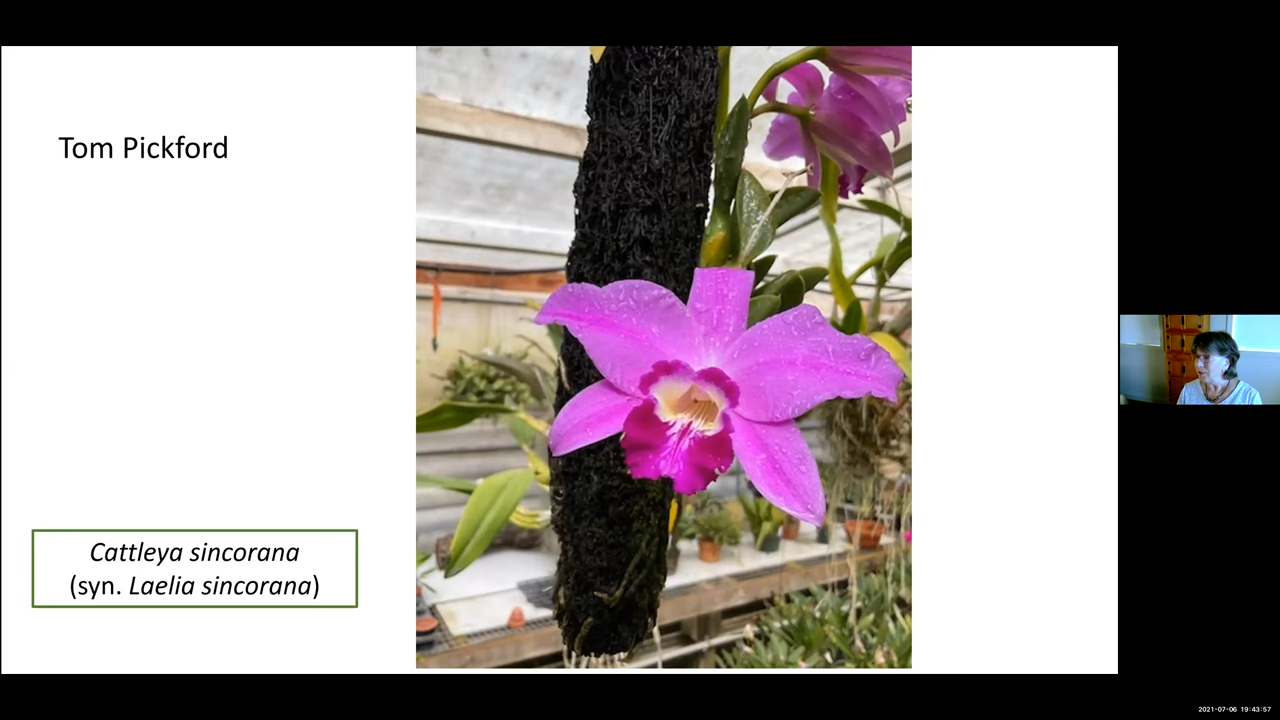 Tom Pickford
Cattleya sincorana
(syn. Laelia sincorana)
2021-07-06 19:43:57